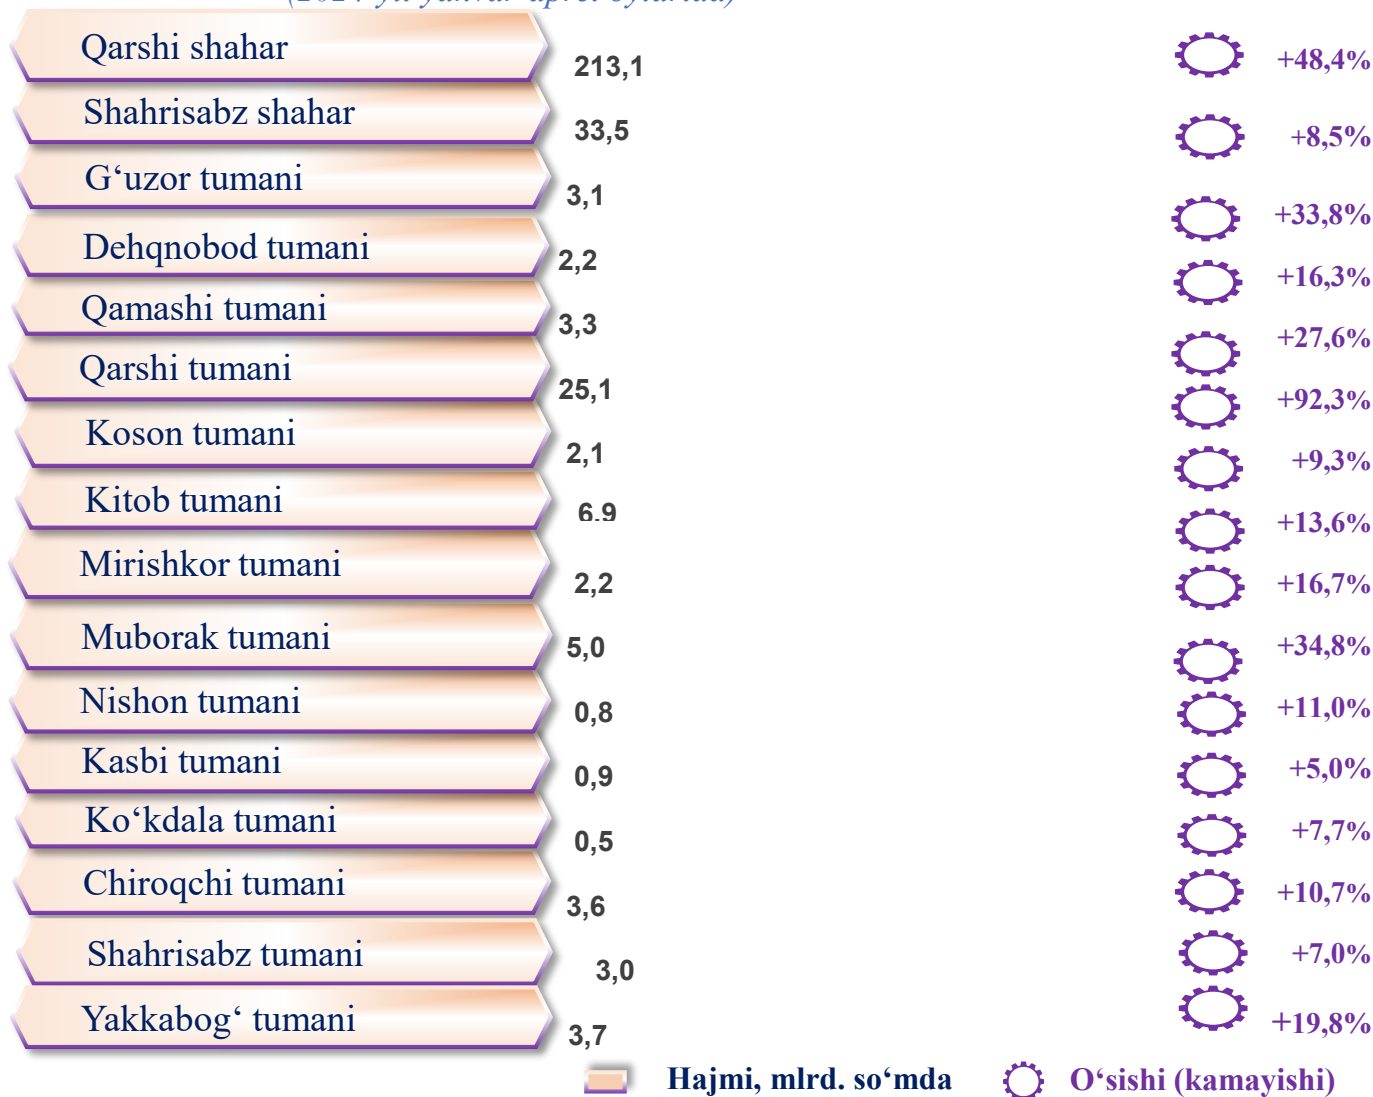 (2024-yil yanvar-aprel oylarida)
Qarshi shahar 213,1 +48,4%
Shahrisabz shahar 33,5 +8,5%
G‘uzor tumani 3,1 +33,8%
Dehqnobod tumani 2,2 +16,3%
Qamashi tumani 3,3 +27,6%
Qarshi tumani 25,1 +92,3%
Koson tumani 2,1 +9,3%
Kitob tumani 6,9 +13,6%
Mirishkor tumani 2,2 +16,7%
Muborak tumani 5,0 +34,8%
Nishon tumani 0,8 +11,0%
Kasbi tumani 0,9 +5,0%
Ko‘kdala tumani 0,5 +7,7%
Chiroqchi tumani 3,6 +10,7%
Shahrisabz tumani 3,0 +7,0%
Yakkabog‘ tumani 3,7 +19,8%
Hajmi, mlrd. so‘mda O‘sishi (kamayishi)